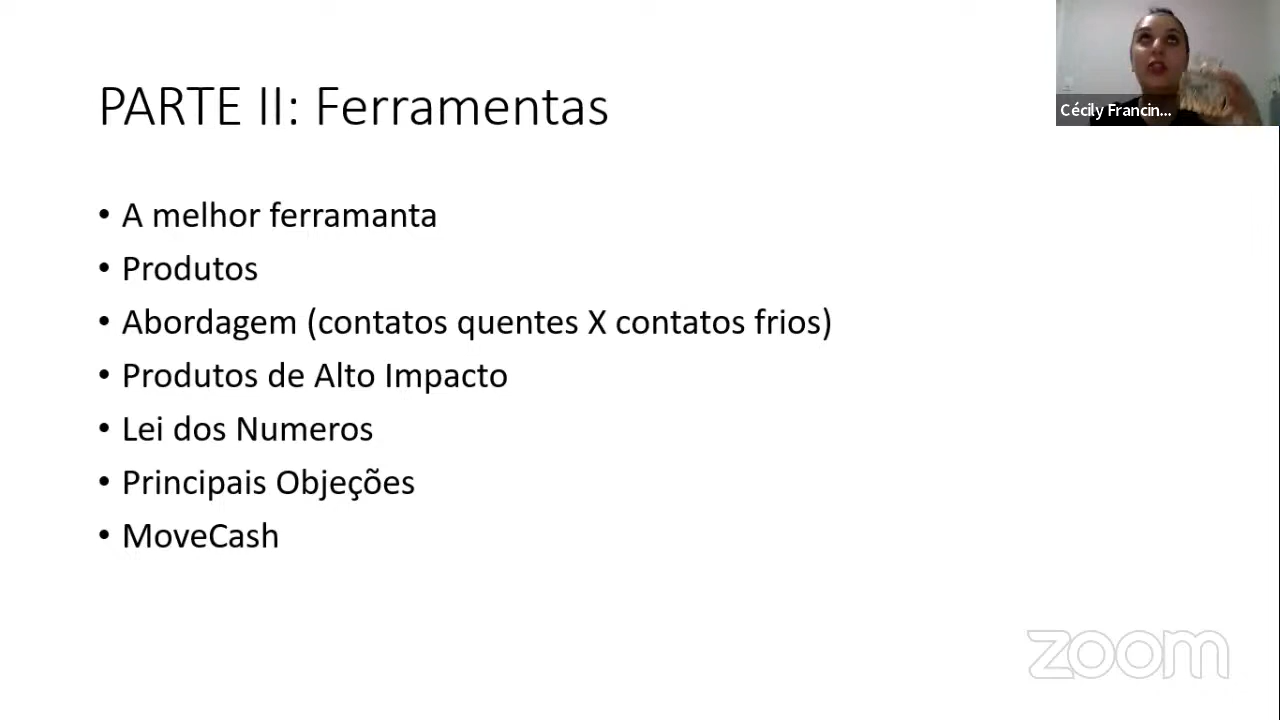 PARTE II: Ferramentas
Cécily Francin...
• A melhor ferramanta
• Produtos
• Abordagem (contatos quentes X contatos frios)
• Produtos de Alto Impacto
• Lei dos Numeros
• Principais Objeções
• MoveCash
zoom